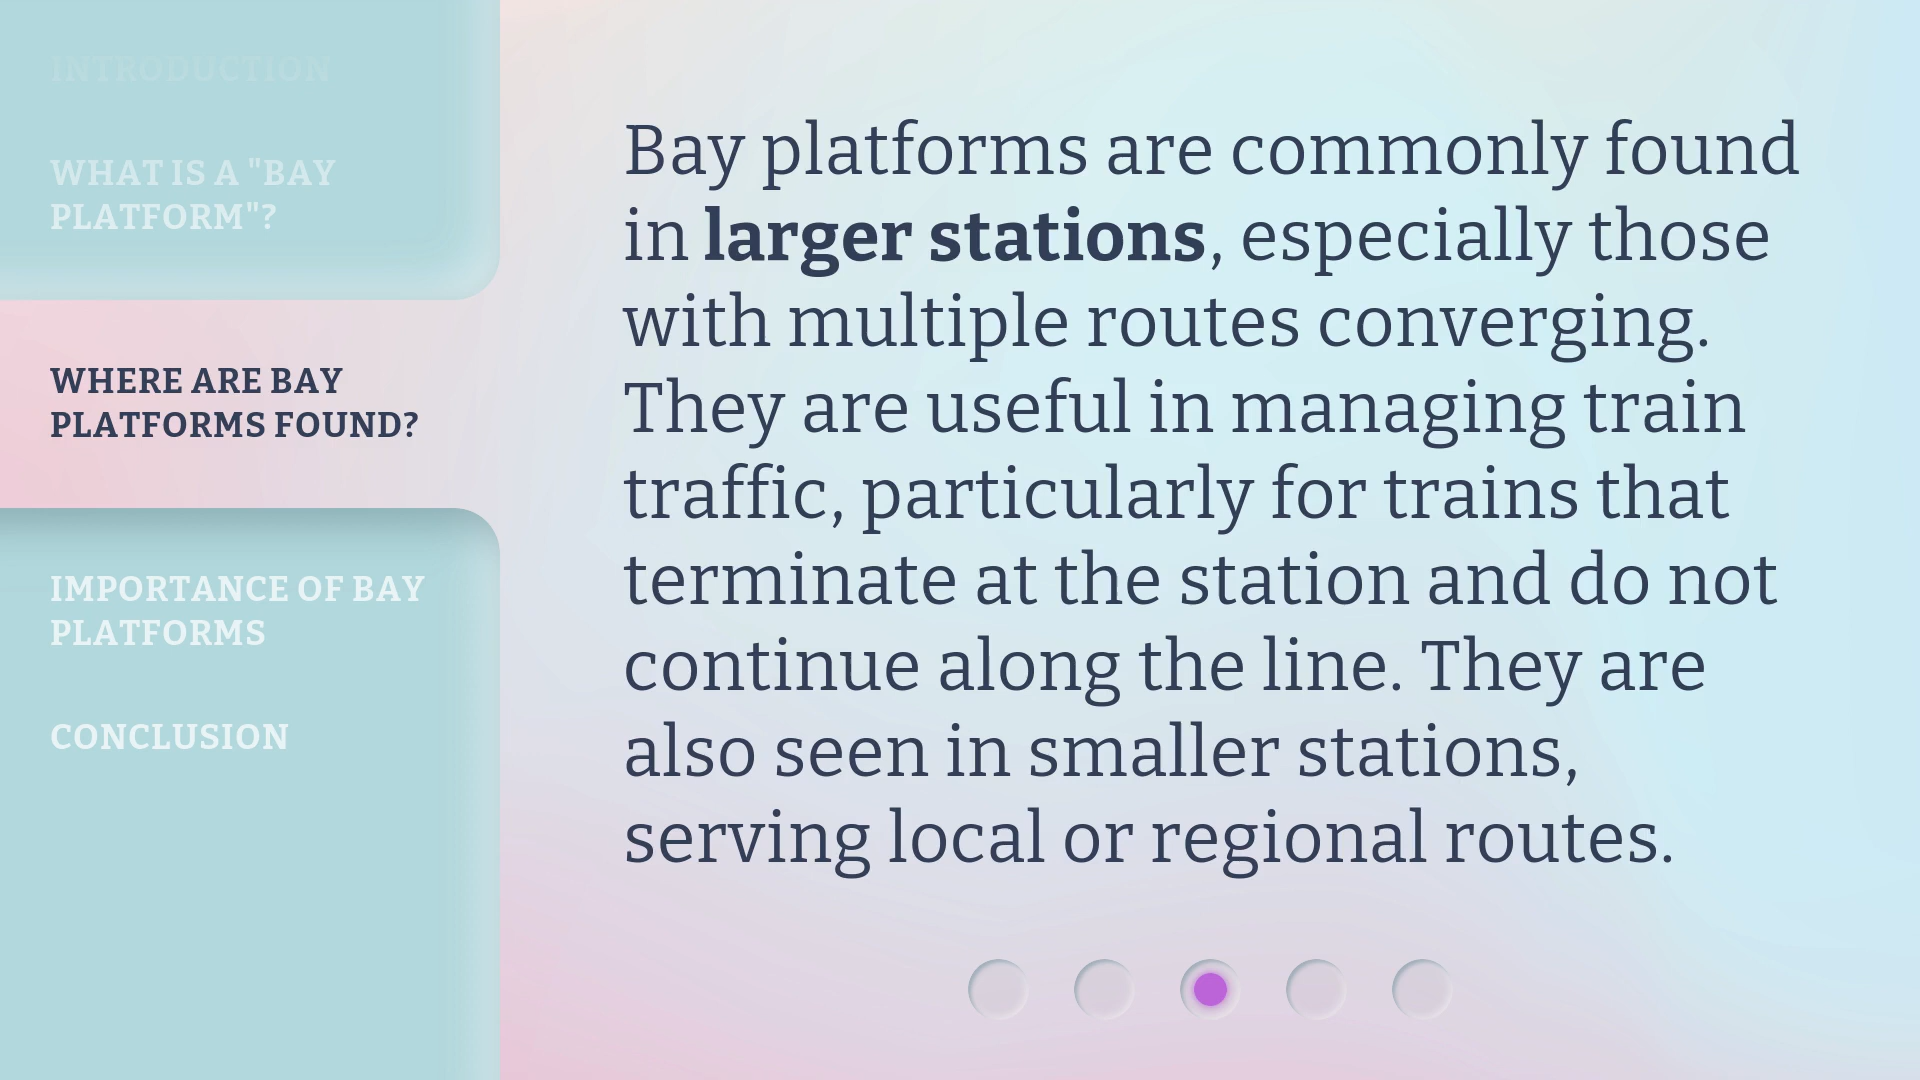 INTRODUCTION
WHAT IS A "BAY
PLATFORM"?
WHERE ARE BAY
PLATFORMS FOUND?
IMPORTANCE OF BAY
PLATFORMS
CONCLUSION
Bay platforms are commonly found
in larger stations, especially those
with multiple routes converging.
They are useful in managing train
traffic, particularly for trains that
terminate at the station and do not
continue along the line. They are
also seen in smaller stations,
serving local or regional routes.